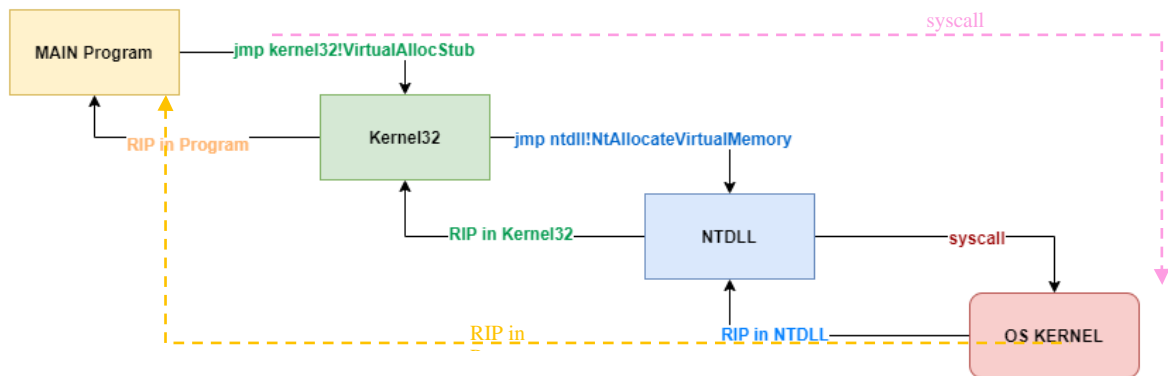 syscall
MAIN Program
jmp kernel32!VirtualAllocStub
Kernel32
RIP in Program
jmp ntdll!NtAllocateVirtualMemory
RIP in Kernel32
NTDLL
syscall
RIP in
RIP in NTDLL
OS KERNEL